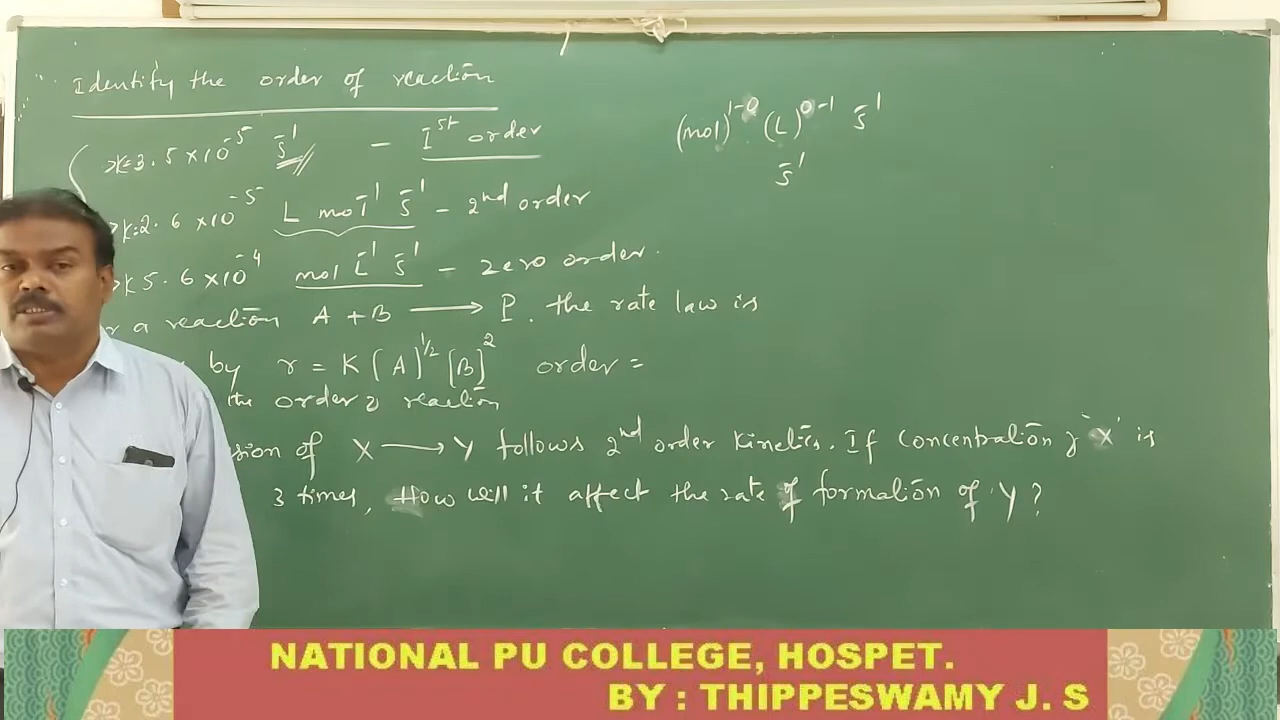 Identify the order of reaction
K=3.5×10⁻⁵ s⁻¹ – Iˢᵗ order
K=2.6×10⁻⁵ L mol⁻¹ s⁻¹ – 2ⁿᵈ order
K 5.6×10⁻⁴ mol L⁻¹ s⁻¹ – zero order.
(mol)¹⁻⁰ (L)⁰⁻¹ s⁻¹
s⁻¹
a reaction A + B ⟶ P. the rate law is
by r = K [A]^1/2 [B]² order =
the order of reaction
of X ⟶ Y follows 2ⁿᵈ order kinetics. If concentration of 'X' is
3 times, How will it affect the rate of formation of 'Y?
NATIONAL PU COLLEGE, HOSPET.
BY : THIPPESWAMY J. S